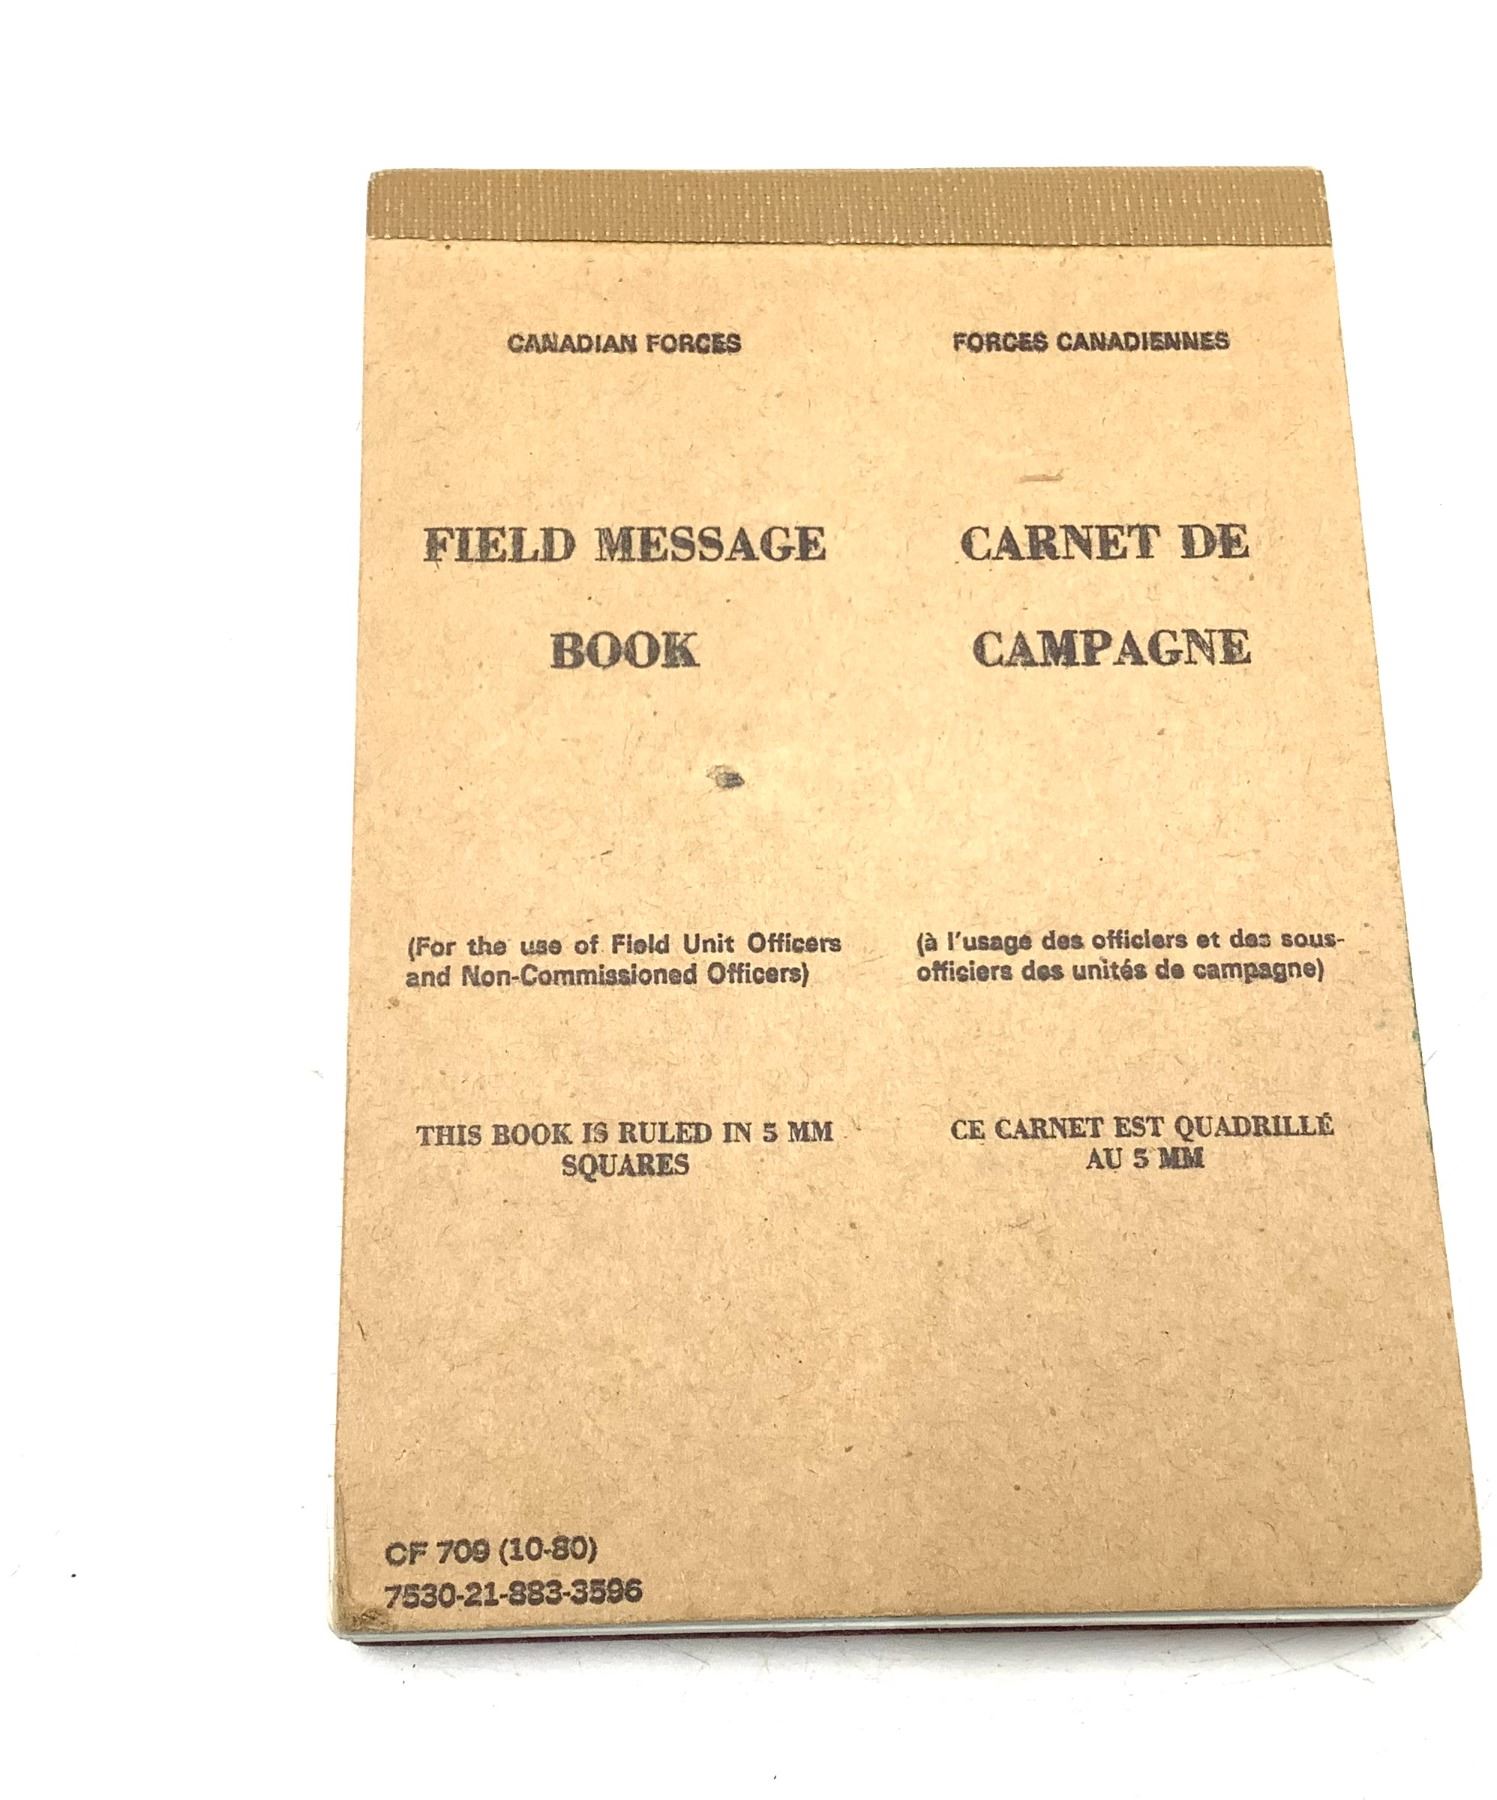 CANADIAN FORCES
FORCES CANADIENNES
FIELD MESSAGE
BOOK
CARNET DE
CAMPAGNE
(For the use of Field Unit Officers
and Non-Commissioned Officers)
(à l'usage des officiers et des sous-
officiers des unités de campagne)
THIS BOOK IS RULED IN 5 MM
SQUARES
CE CARNET EST QUADRILLÉ
AU 5 MM
CF 709 (10-80)
7530-21-883-3596